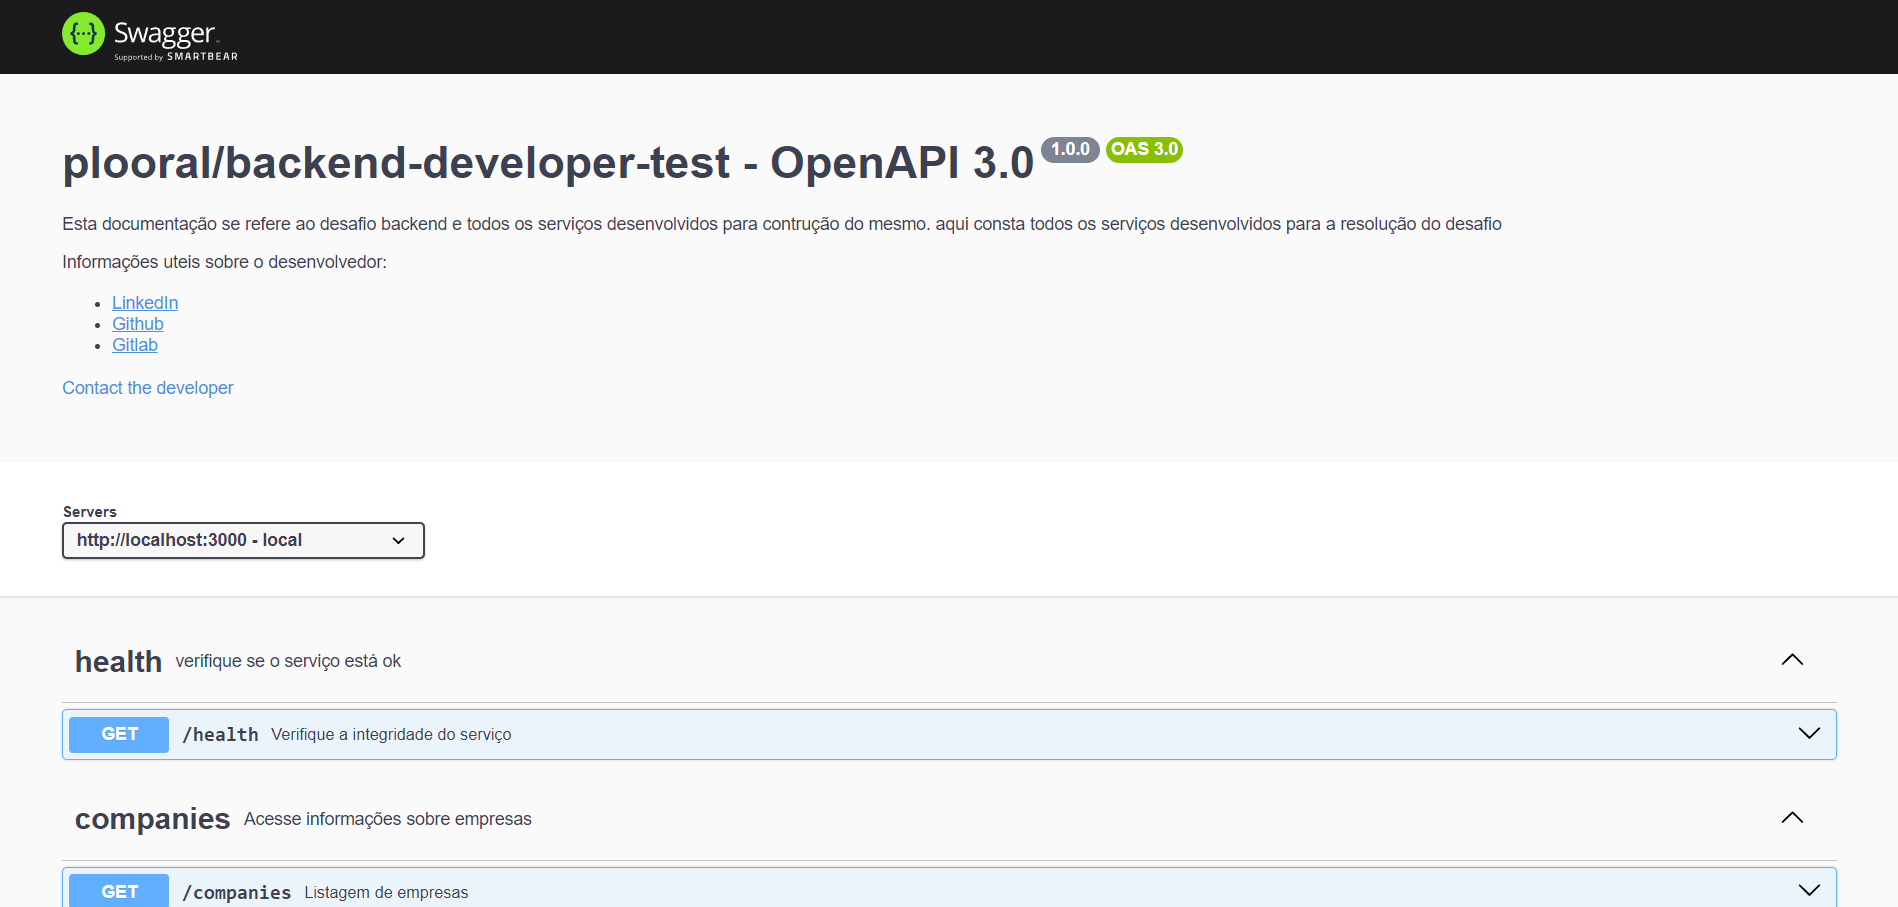 Swagger
Supported by SMARTBEAR
plooral/backend-developer-test - OpenAPI 3.0 1.0.0 OAS 3.0
Esta documentação se refere ao desafio backend e todos os serviços desenvolvidos para contrução do mesmo. aqui consta todos os serviços desenvolvidos para a resolução do desafio
Informações uteis sobre o desenvolvedor:
LinkedIn
Github
Gitlab
Contact the developer
Servers
http://localhost:3000 - local
health verifique se o serviço está ok
GET /health Verifique a integridade do serviço
companies Acesse informações sobre empresas
GET /companies Listagem de empresas